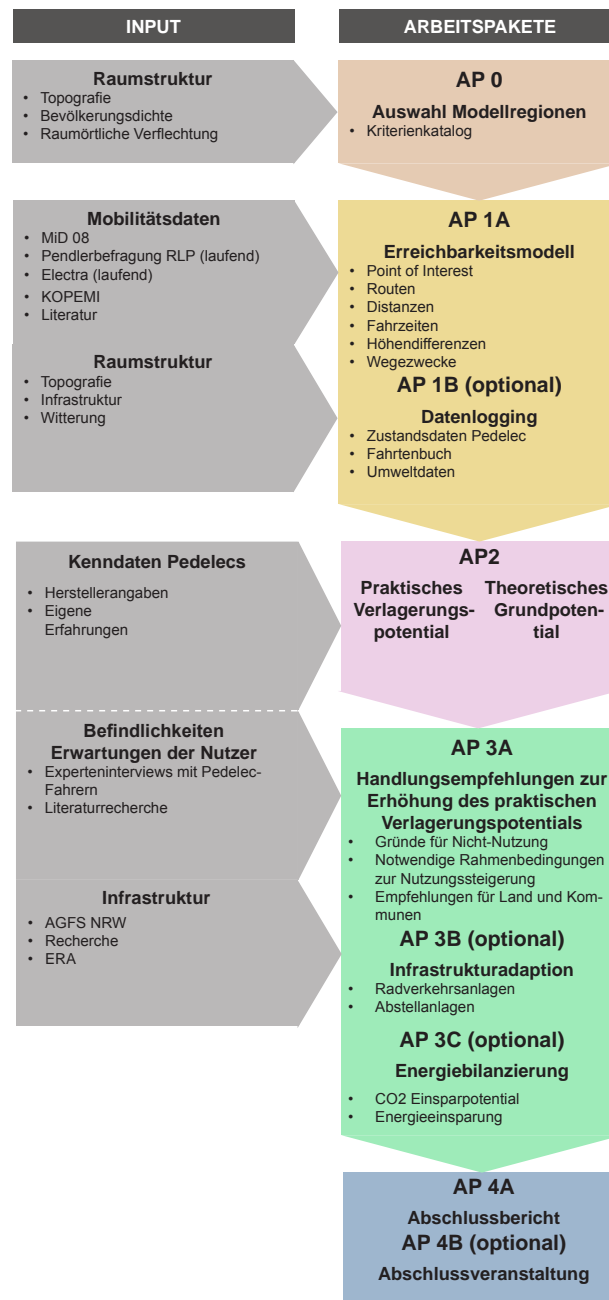 INPUT
ARBEITSPAKETE
Raumstruktur
• Topografie
• Bevölkerungsdichte
• Raumörtliche Verflechtung
AP 0
Auswahl Modellregionen
• Kriterienkatalog
Mobilitätsdaten
• MiD 08
• Pendlerbefragung RLP (laufend)
• Electra (laufend)
• KOPEMI
• Literatur
Raumstruktur
• Topografie
• Infrastruktur
• Witterung
AP 1A
Erreichbarkeitsmodell
• Point of Interest
• Routen
• Distanzen
• Fahrzeiten
• Höhendifferenzen
• Wegezwecke
AP 1B (optional)
Datenlogging
• Zustandsdaten Pedelec
• Fahrtenbuch
• Umweltdaten
Kenndaten Pedelecs
• Herstellerangaben
• Eigene
Erfahrungen
AP2
Praktisches
Verlagerungs-
potential
Theoretisches
Grundpoten-
tial
Befindlichkeiten
Erwartungen der Nutzer
• Experteninterviews mit Pedelec-
Fahrern
• Literaturrecherche
Infrastruktur
• AGFS NRW
• Recherche
• ERA
AP 3A
Handlungsempfehlungen zur
Erhöhung des praktischen
Verlagerungspotentials
• Gründe für Nicht-Nutzung
• Notwendige Rahmenbedingungen
zur Nutzungssteigerung
• Empfehlungen für Land und Kom-
munen
AP 3B (optional)
Infrastrukturadaption
• Radverkehrsanlagen
• Abstellanlagen
AP 3C (optional)
Energiebilanzierung
• CO2 Einsparpotential
• Energieeinsparung
AP 4A
Abschlussbericht
AP 4B (optional)
Abschlussveranstaltung